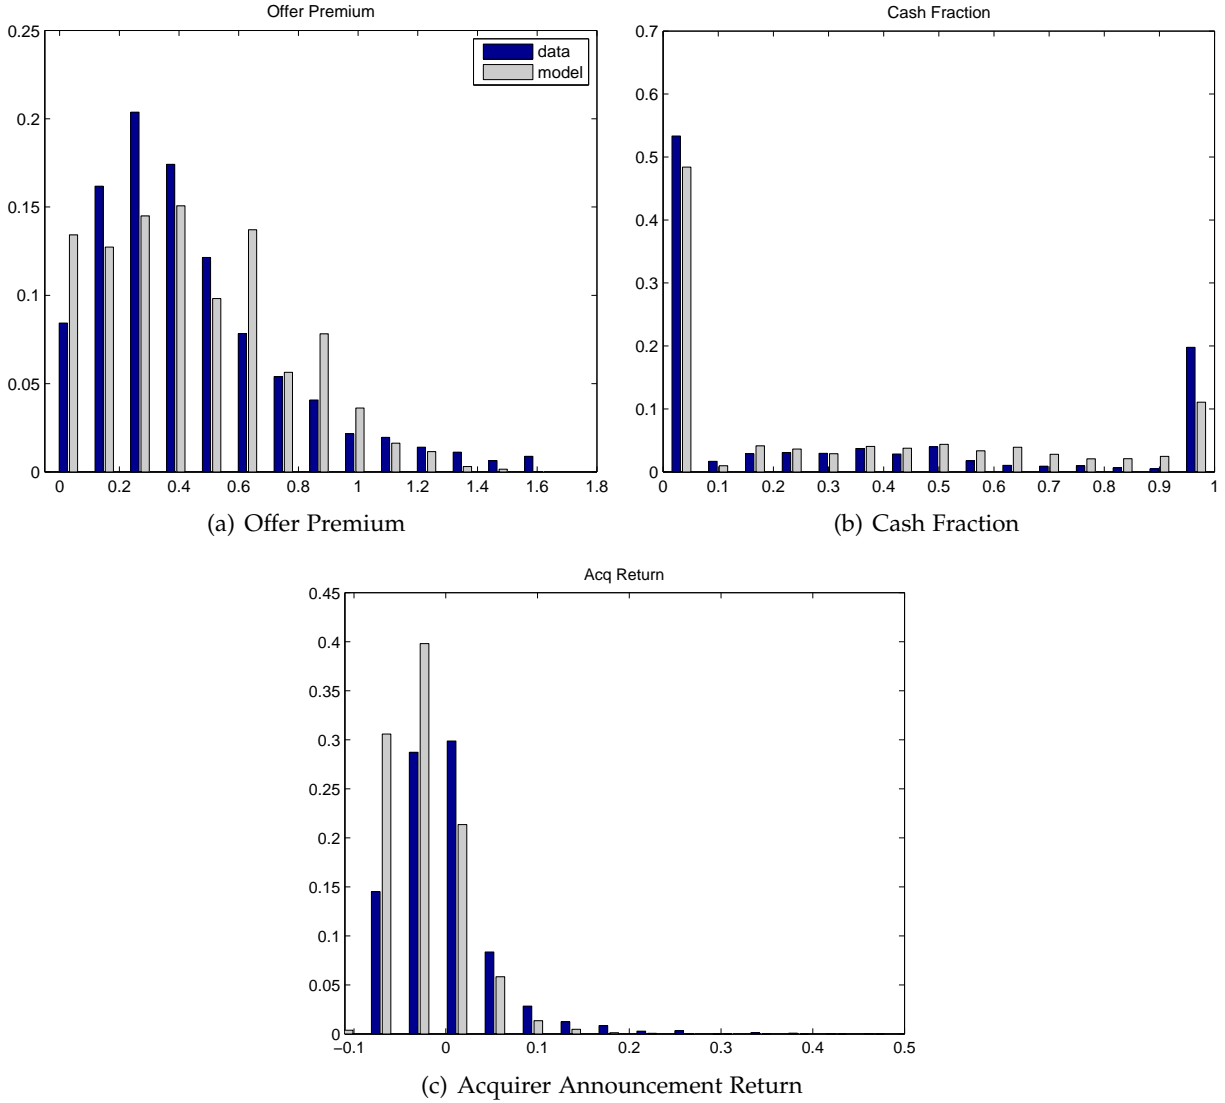 Offer Premium
0.25
0.2
0.15
0.1
0.05
0
0 0.2 0.4 0.6 0.8 1 1.2 1.4 1.6 1.8
data
model
(a) Offer Premium
Cash Fraction
0.7
0.6
0.5
0.4
0.3
0.2
0.1
0
0 0.1 0.2 0.3 0.4 0.5 0.6 0.7 0.8 0.9 1
(b) Cash Fraction
Acq Return
0.45
0.4
0.35
0.3
0.25
0.2
0.15
0.1
0.05
0
−0.1 0 0.1 0.2 0.3 0.4 0.5
(c) Acquirer Announcement Return